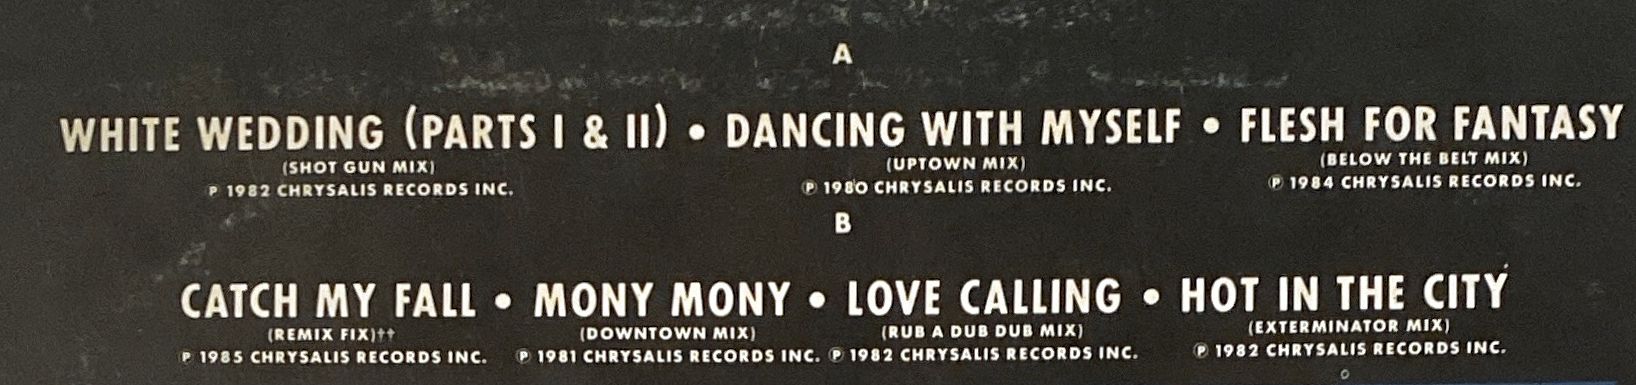 A
WHITE WEDDING (PARTS I & II) • DANCING WITH MYSELF • FLESH FOR FANTASY
(SHOT GUN MIX) (UPTOWN MIX) (BELOW THE BELT MIX)
℗ 1982 CHRYSALIS RECORDS INC. ℗ 1980 CHRYSALIS RECORDS INC. ℗ 1984 CHRYSALIS RECORDS INC.
B
CATCH MY FALL • MONY MONY • LOVE CALLING • HOT IN THE CITY
(REMIX FIX)†† (DOWNTOWN MIX) (RUB A DUB DUB MIX) (EXTERMINATOR MIX)
℗ 1985 CHRYSALIS RECORDS INC. ℗ 1981 CHRYSALIS RECORDS INC. ℗ 1982 CHRYSALIS RECORDS INC. ℗ 1982 CHRYSALIS RECORDS INC.